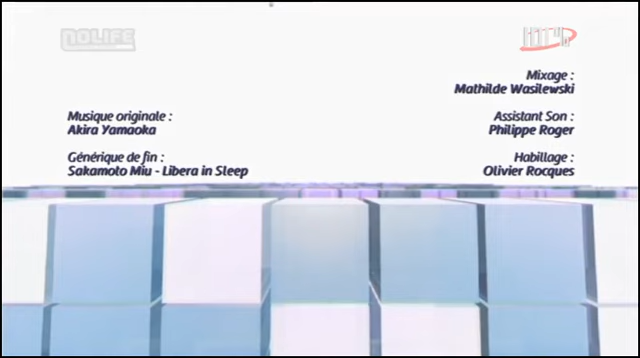 NOLIFE
Mixage :
Mathilde Wasilewski
Musique originale :
Akira Yamaoka
Assistant Son :
Philippe Roger
Générique de fin :
Sakamoto Miu - Libera in Sleep
Habillage :
Olivier Rocques